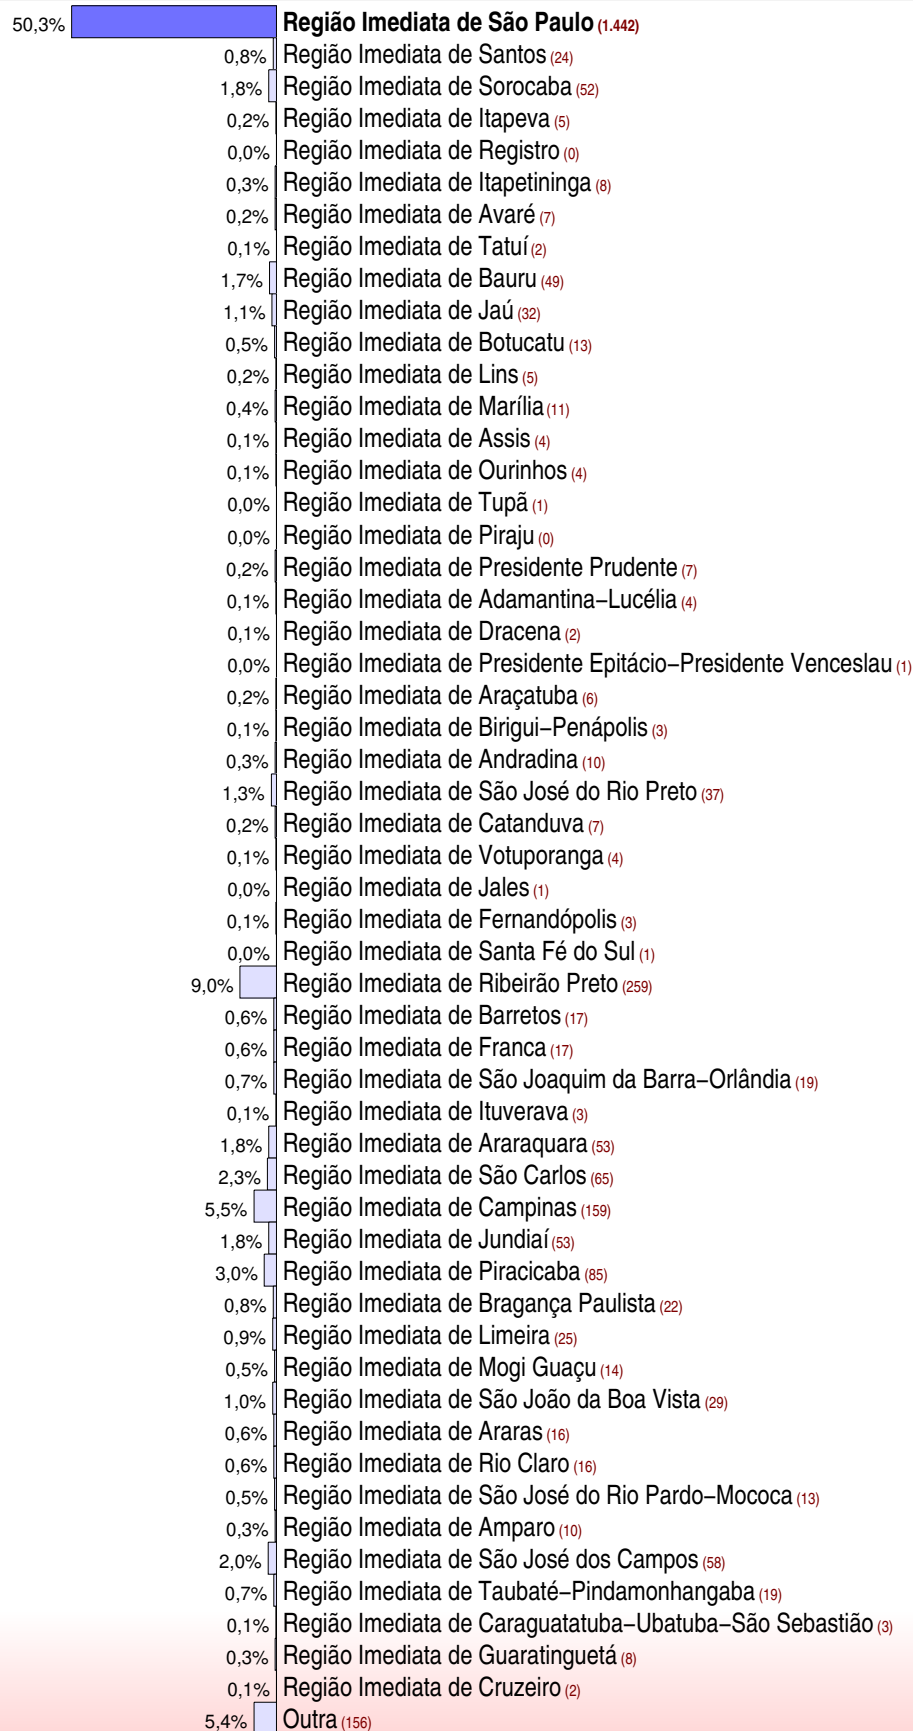 50,3% Região Imediata de São Paulo (1.442)
0,8% Região Imediata de Santos (24)
1,8% Região Imediata de Sorocaba (52)
0,2% Região Imediata de Itapeva (5)
0,0% Região Imediata de Registro (0)
0,3% Região Imediata de Itapetininga (8)
0,2% Região Imediata de Avaré (7)
0,1% Região Imediata de Tatuí (2)
1,7% Região Imediata de Bauru (49)
1,1% Região Imediata de Jaú (32)
0,5% Região Imediata de Botucatu (13)
0,2% Região Imediata de Lins (5)
0,4% Região Imediata de Marília (11)
0,1% Região Imediata de Assis (4)
0,1% Região Imediata de Ourinhos (4)
0,0% Região Imediata de Tupã (1)
0,0% Região Imediata de Piraju (0)
0,2% Região Imediata de Presidente Prudente (7)
0,1% Região Imediata de Adamantina−Lucélia (4)
0,1% Região Imediata de Dracena (2)
0,0% Região Imediata de Presidente Epitácio−Presidente Venceslau (1)
0,2% Região Imediata de Araçatuba (6)
0,1% Região Imediata de Birigui−Penápolis (3)
0,3% Região Imediata de Andradina (10)
1,3% Região Imediata de São José do Rio Preto (37)
0,2% Região Imediata de Catanduva (7)
0,1% Região Imediata de Votuporanga (4)
0,0% Região Imediata de Jales (1)
0,1% Região Imediata de Fernandópolis (3)
0,0% Região Imediata de Santa Fé do Sul (1)
9,0% Região Imediata de Ribeirão Preto (259)
0,6% Região Imediata de Barretos (17)
0,6% Região Imediata de Franca (17)
0,7% Região Imediata de São Joaquim da Barra−Orlândia (19)
0,1% Região Imediata de Ituverava (3)
1,8% Região Imediata de Araraquara (53)
2,3% Região Imediata de São Carlos (65)
5,5% Região Imediata de Campinas (159)
1,8% Região Imediata de Jundiaí (53)
3,0% Região Imediata de Piracicaba (85)
0,8% Região Imediata de Bragança Paulista (22)
0,9% Região Imediata de Limeira (25)
0,5% Região Imediata de Mogi Guaçu (14)
1,0% Região Imediata de São João da Boa Vista (29)
0,6% Região Imediata de Araras (16)
0,6% Região Imediata de Rio Claro (16)
0,5% Região Imediata de São José do Rio Pardo−Mococa (13)
0,3% Região Imediata de Amparo (10)
2,0% Região Imediata de São José dos Campos (58)
0,7% Região Imediata de Taubaté−Pindamonhangaba (19)
0,1% Região Imediata de Caraguatatuba−Ubatuba−São Sebastião (3)
0,3% Região Imediata de Guaratinguetá (8)
0,1% Região Imediata de Cruzeiro (2)
5,4% Outra (156)